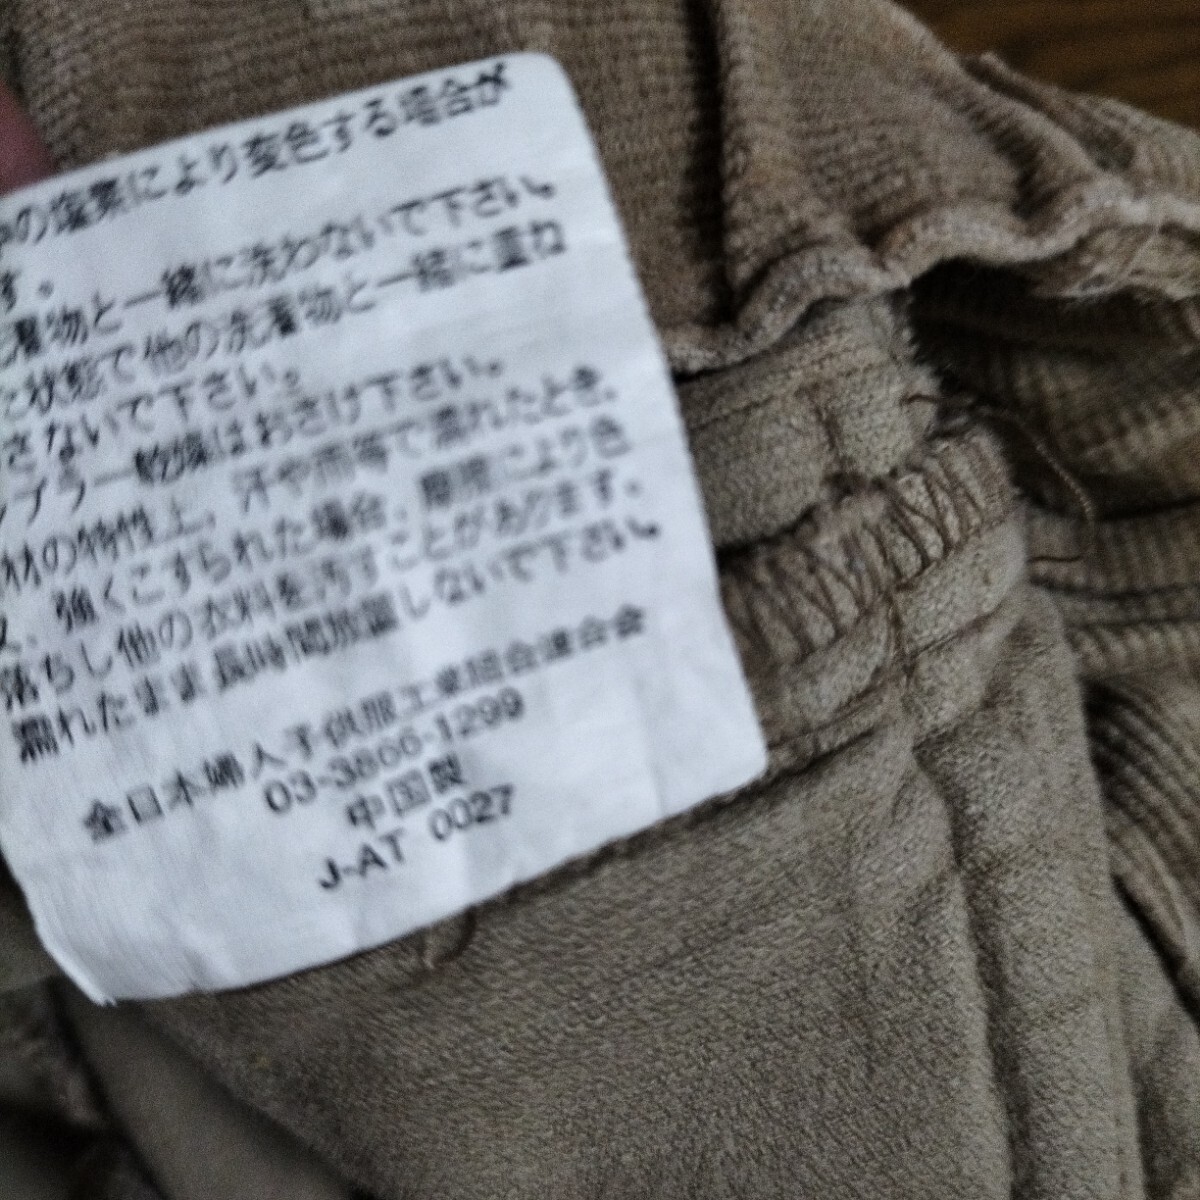 の塩素により変色する場合が
す。
濯物と一緒に洗わないで下さい。
た状態で他の洗濯物と一緒に重ね
さないで下さい。
ブラー乾燥はおさけ下さい。
材の特性上、汗や雨等で濡れたとき、
、強くこすられた場合、摩擦により色
落ちし他の衣料を汚すことがあります。
濡れたまま長時間放置しないで下さい。
全日本婦人子供服工業組合連合会
03-3866-1299
中国製
J-AT 0027